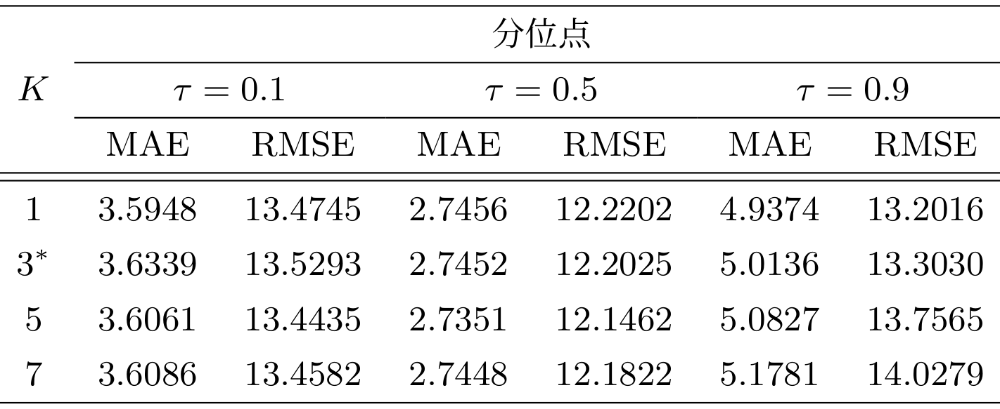 分位点
K τ = 0.1 τ = 0.5 τ = 0.9
MAE RMSE MAE RMSE MAE RMSE
1 3.5948 13.4745 2.7456 12.2202 4.9374 13.2016
3* 3.6339 13.5293 2.7452 12.2025 5.0136 13.3030
5 3.6061 13.4435 2.7351 12.1462 5.0827 13.7565
7 3.6086 13.4582 2.7448 12.1822 5.1781 14.0279